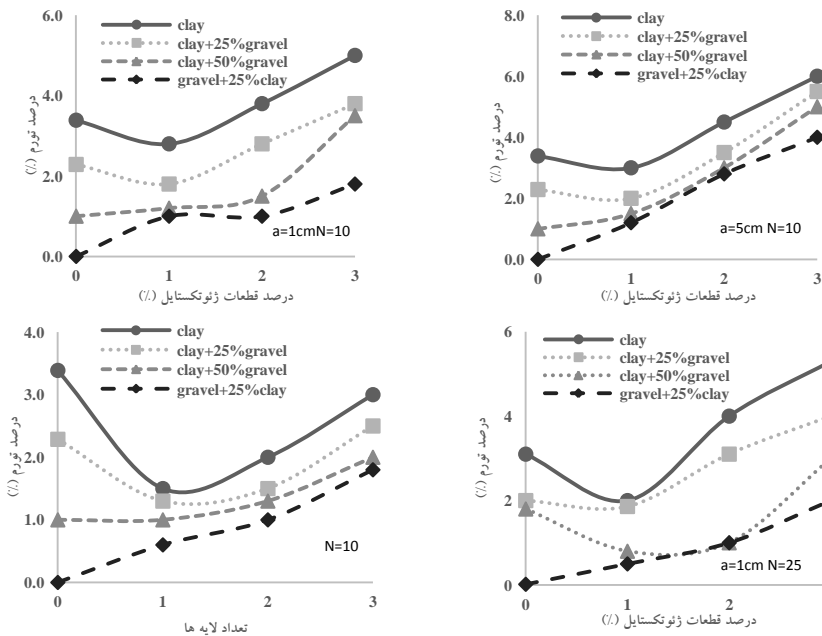 6.0
4.0
2.0
0.0
درصد تورم (%)
clay
clay+25%gravel
clay+50%gravel
gravel+25%clay
a=1cmN=10
0 1 2 3
درصد قطعات ژئوتکستایل (٪)
8.0
6.0
4.0
2.0
0.0
درصد تورم (٪)
clay
clay+25%gravel
clay+50%gravel
gravel+25%clay
a=5cm N=10
0 1 2 3
درصد قطعات ژئوتکستایل (٪)
4.0
3.0
2.0
1.0
0.0
درصد تورم (٪)
clay
clay+25%gravel
clay+50%gravel
gravel+25%clay
N=10
0 1 2 3
تعداد لایه ها
6
4
2
0
درصد تورم (٪)
clay
clay+25%gravel
clay+50%gravel
gravel+25%clay
a=1cm N=25
0 1 2
درصد قطعات ژئوتکستایل (٪)